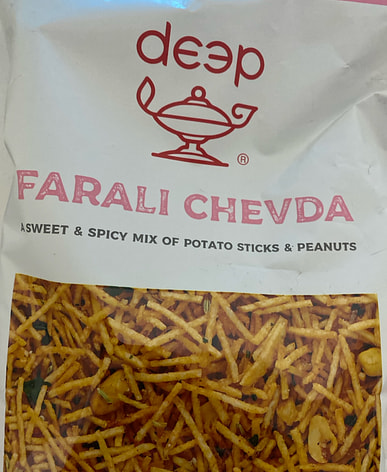 deep
®
FARALI CHEVDA
A SWEET & SPICY MIX OF POTATO STICKS & PEANUTS